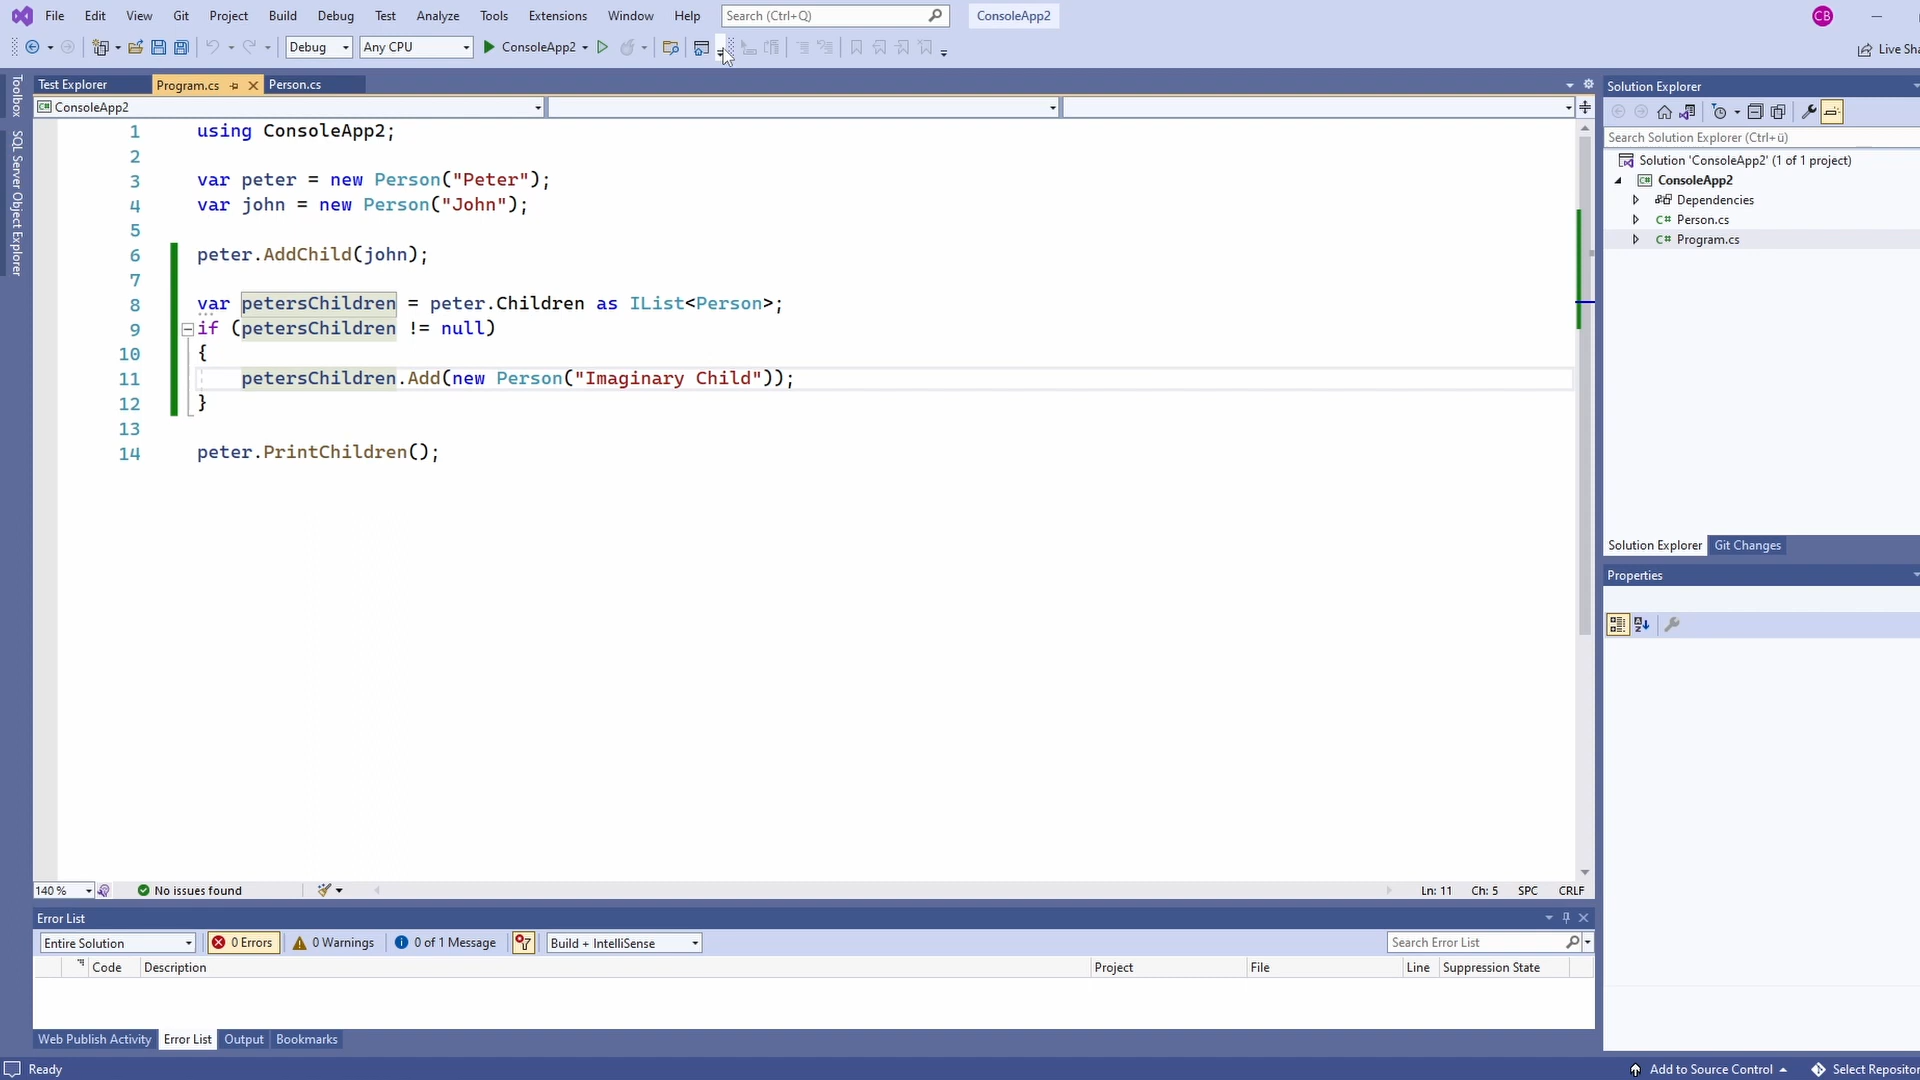 File Edit View Git Project Build Debug Test Analyze Tools Extensions Window Help Search (Ctrl+Q) ConsoleApp2 CB
Debug Any CPU ConsoleApp2 Live Sha
Toolbox
SQL Server Object Explorer
Test Explorer Program.cs Person.cs
ConsoleApp2
1 using ConsoleApp2;
2
3 var peter = new Person("Peter");
4 var john = new Person("John");
5
6 peter.AddChild(john);
7
8 var petersChildren = peter.Children as IList<Person>;
9 if (petersChildren != null)
10 {
11 petersChildren.Add(new Person("Imaginary Child"));
12 }
13
14 peter.PrintChildren();
140 % No issues found Ln: 11 Ch: 5 SPC CRLF
Solution Explorer
Search Solution Explorer (Ctrl+ü)
Solution 'ConsoleApp2' (1 of 1 project)
C# ConsoleApp2
Dependencies
C# Person.cs
C# Program.cs
Solution Explorer Git Changes
Properties
Error List
Entire Solution 0 Errors 0 Warnings 0 of 1 Message Build + IntelliSense Search Error List
Code Description Project File Line Suppression State
Web Publish Activity Error List Output Bookmarks
Ready Add to Source Control Select Repositor